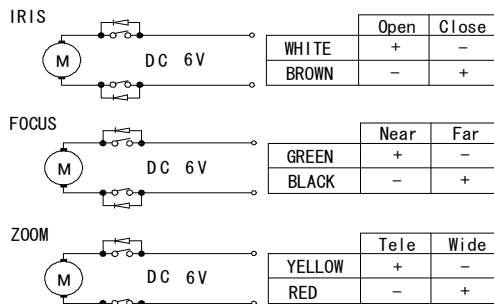 IRIS
Open Close
M DC 6V WHITE + −
BROWN − +
FOCUS
Near Far
M DC 6V GREEN + −
BLACK − +
ZOOM
Tele Wide
M DC 6V YELLOW + −
RED − +